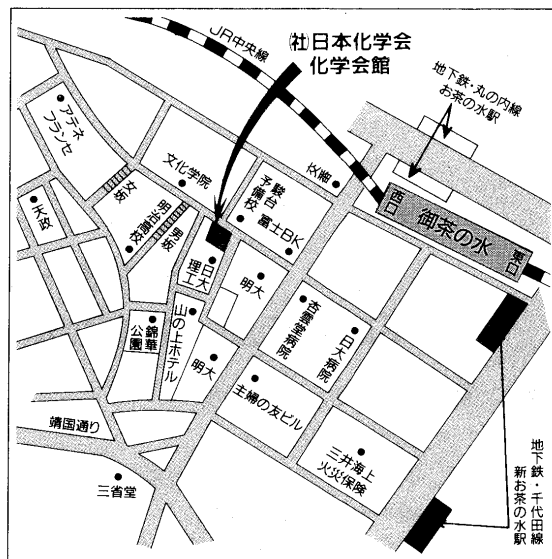 ㈳日本化学会
化学会館
JR中央線
地下鉄・丸の内線
お茶の水駅
アテネ
フランセ
文化学院
駿台
予備校
富士BK
交番
西口
御茶の水
東口
天政
女坂
明治高校
男坂
日大
理工
明大
杏雲堂病院
日大病院
錦華
公園
山の上ホテル
明大
主婦の友ビル
三井海上
火災保険
靖国通り
三省堂
地下鉄・千代田線
新お茶の水駅